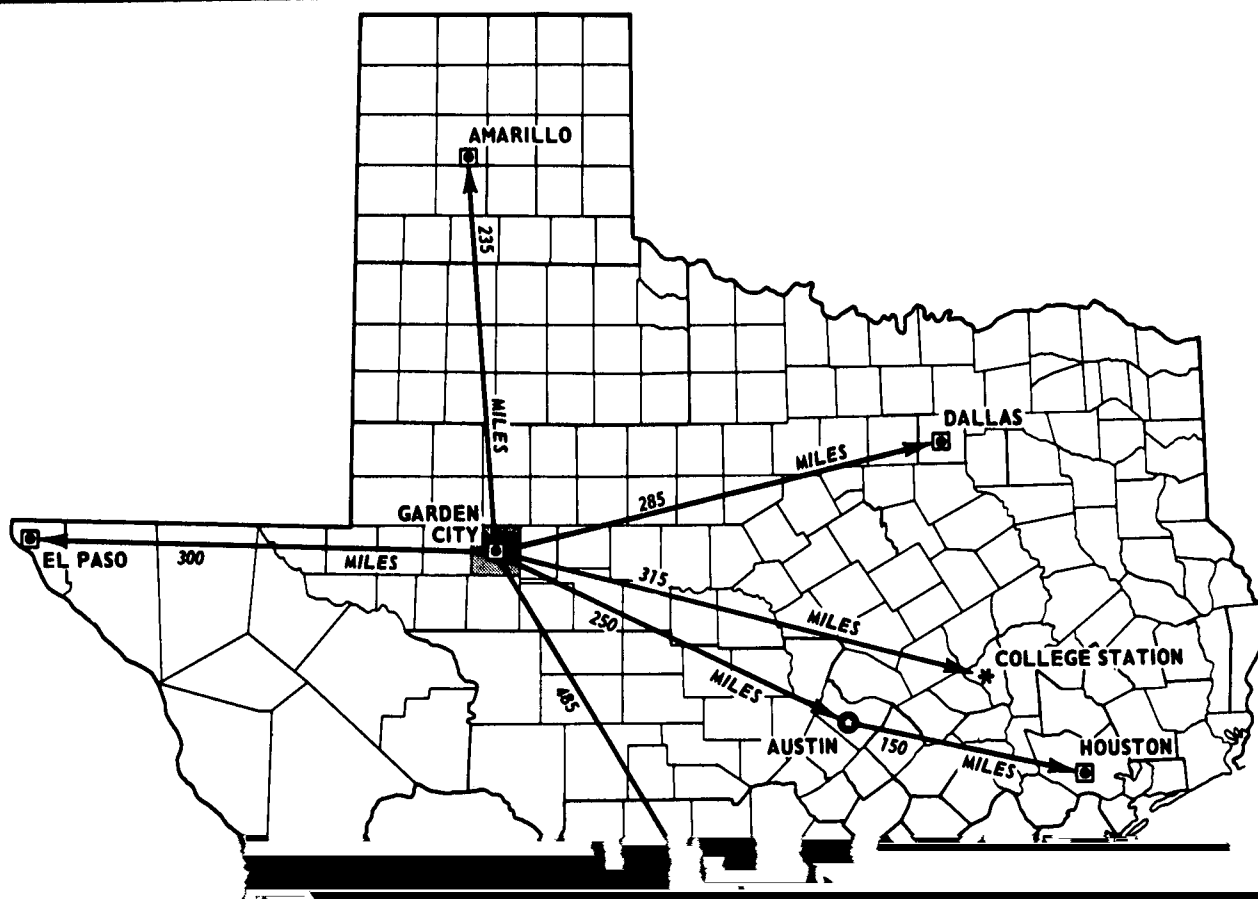 AMARILLO
235
MILES
DALLAS
MILES
285
GARDEN
CITY
EL PASO
300
MILES
315
MILES
250
MILES
COLLEGE STATION
485
AUSTIN
150
MILES
HOUSTON